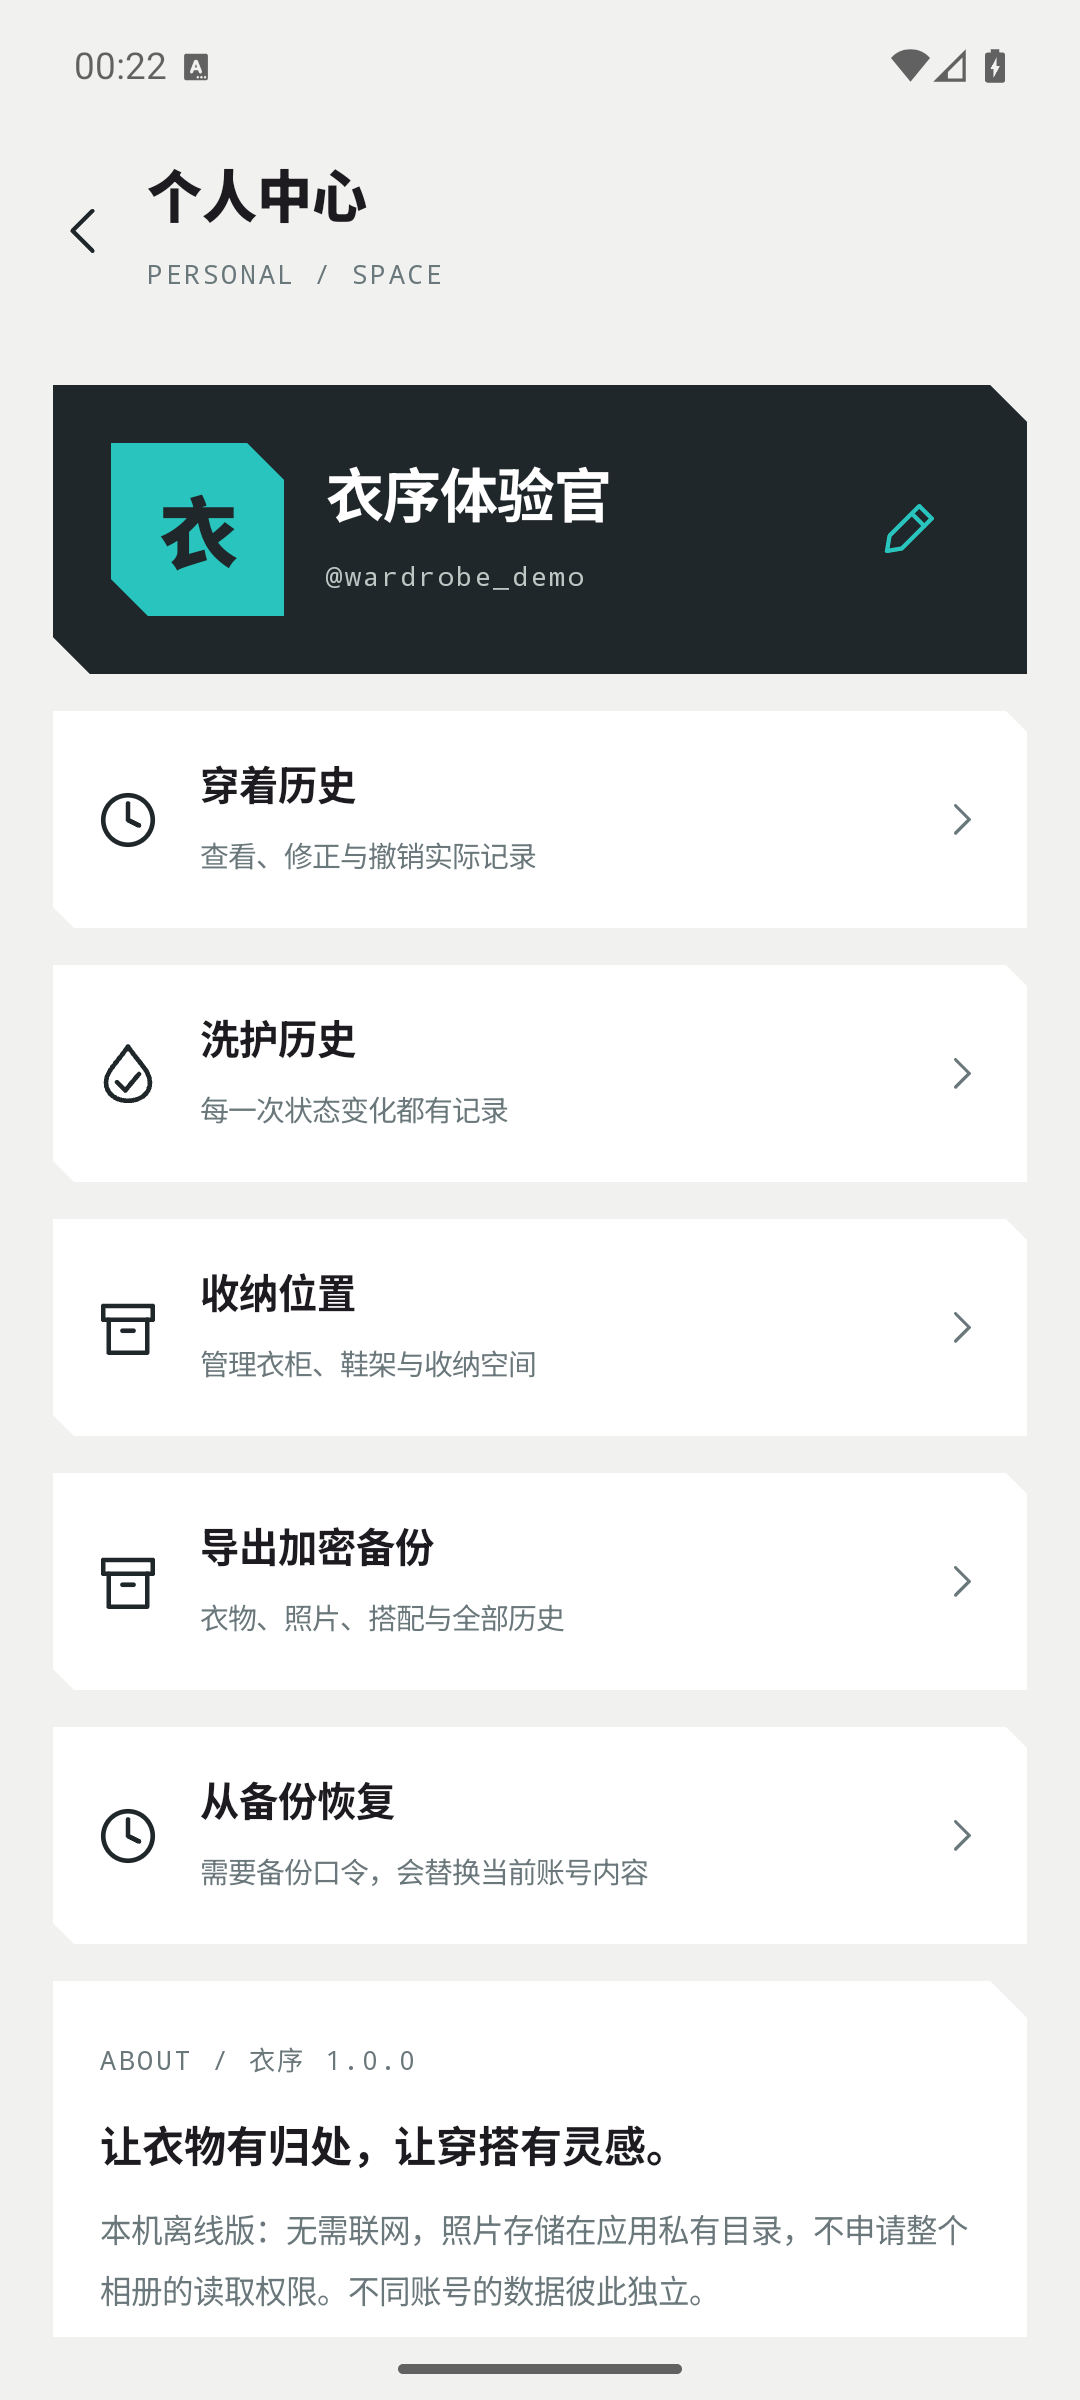 00:22
个人中心
PERSONAL / SPACE
衣
衣序体验官
@wardrobe_demo
穿着历史
查看、修正与撤销实际记录
洗护历史
每一次状态变化都有记录
收纳位置
管理衣柜、鞋架与收纳空间
导出加密备份
衣物、照片、搭配与全部历史
从备份恢复
需要备份口令，会替换当前账号内容
ABOUT / 衣序 1.0.0
让衣物有归处，让穿搭有灵感。
本机离线版：无需联网，照片存储在应用私有目录，不申请整个
相册的读取权限。不同账号的数据彼此独立。